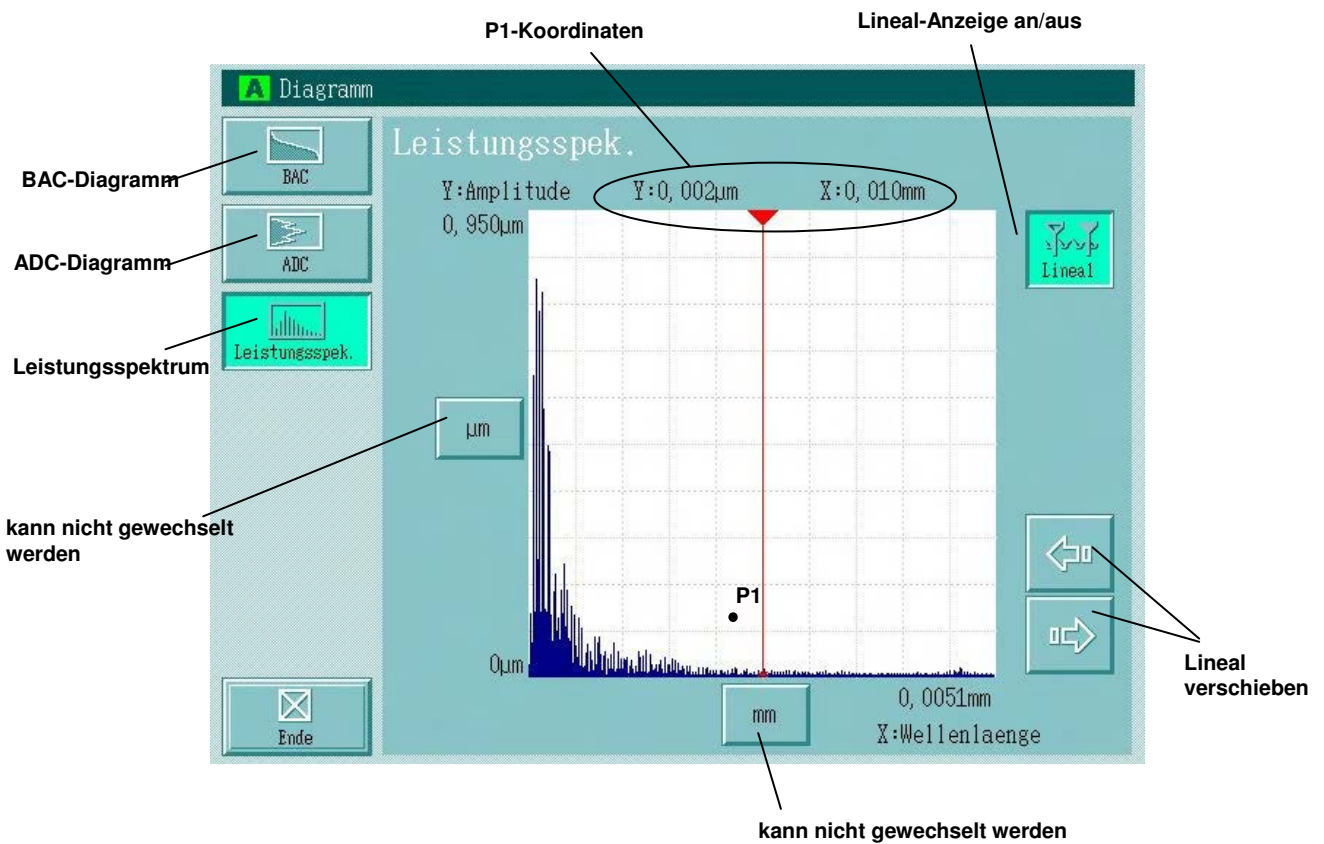 P1-Koordinaten
Lineal-Anzeige an/aus
A Diagramm
BAC
BAC-Diagramm
ADC
ADC-Diagramm
Leistungsspek.
Leistungsspektrum
Leistungsspek.
Y:Amplitude Y:0,002µm X:0,010mm
0,950µm
Lineal
µm
kann nicht gewechselt
werden
P1
0µm
0,0051mm
mm
X:Wellenlaenge
Lineal
verschieben
Ende
kann nicht gewechselt werden